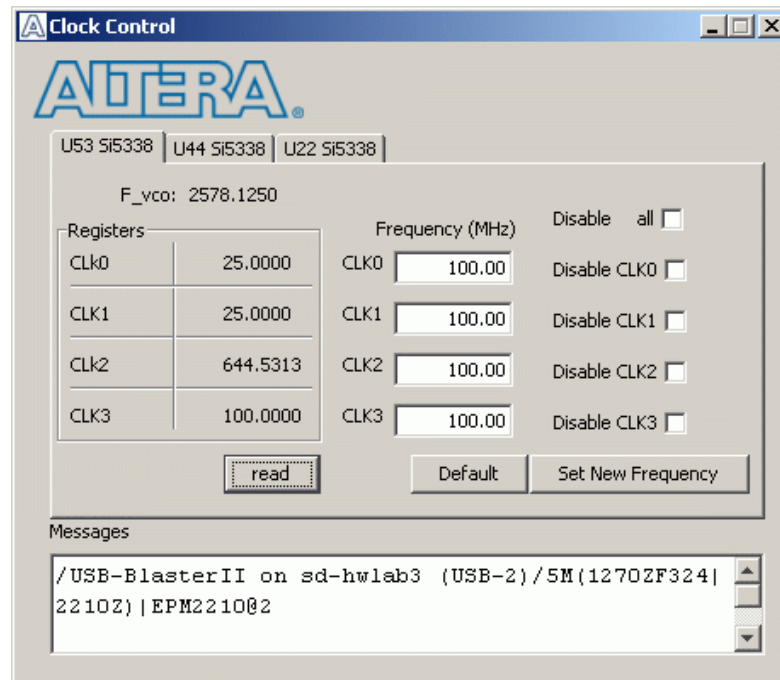 Clock Control
ALTERA®
U53 Si5338 U44 Si5338 U22 Si5338
F_vco: 2578.1250
Registers Frequency (MHz) Disable all
CLk0 25.0000 CLK0 100.00 Disable CLK0
CLK1 25.0000 CLK1 100.00 Disable CLK1
CLk2 644.5313 CLK2 100.00 Disable CLK2
CLK3 100.0000 CLK3 100.00 Disable CLK3
read Default Set New Frequency
Messages
/USB-BlasterII on sd-hwlab3 (USB-2)/5M(1270ZF324|
2210Z)|EPM2210@2